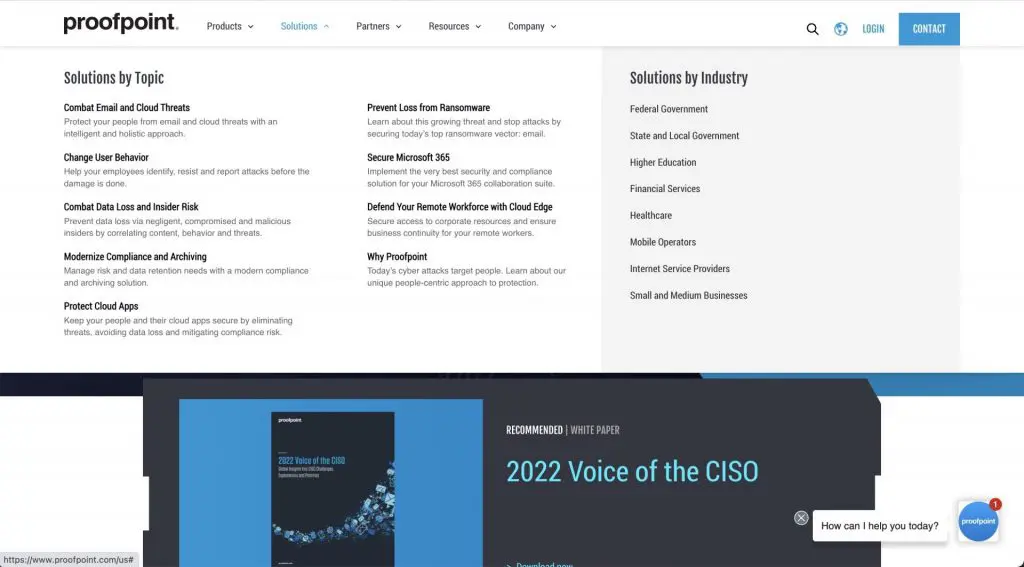 proofpoint.
Products
Solutions
Partners
Resources
Company
LOGIN
CONTACT
Solutions by Topic
Combat Email and Cloud Threats
Protect your people from email and cloud threats with an
intelligent and holistic approach.
Change User Behavior
Help your employees identify, resist and report attacks before the
damage is done.
Combat Data Loss and Insider Risk
Prevent data loss via negligent, compromised and malicious
insiders by correlating content, behavior and threats.
Modernize Compliance and Archiving
Manage risk and data retention needs with a modern compliance
and archiving solution.
Protect Cloud Apps
Keep your people and their cloud apps secure by eliminating
threats, avoiding data loss and mitigating compliance risk.
Prevent Loss from Ransomware
Learn about this growing threat and stop attacks by
securing today's top ransomware vector: email.
Secure Microsoft 365
Implement the very best security and compliance
solution for your Microsoft 365 collaboration suite.
Defend Your Remote Workforce with Cloud Edge
Secure access to corporate resources and ensure
business continuity for your remote workers.
Why Proofpoint
Today's cyber attacks target people. Learn about our
unique people-centric approach to protection.
Solutions by Industry
Federal Government
State and Local Government
Higher Education
Financial Services
Healthcare
Mobile Operators
Internet Service Providers
Small and Medium Businesses
proofpoint
2022 Voice of the CISO
Global Insights into CISO Challenges,
Expectations and Priorities
RECOMMENDED | WHITE PAPER
2022 Voice of the CISO
> Download now
How can I help you today?
proofpoint
1
https://www.proofpoint.com/us#